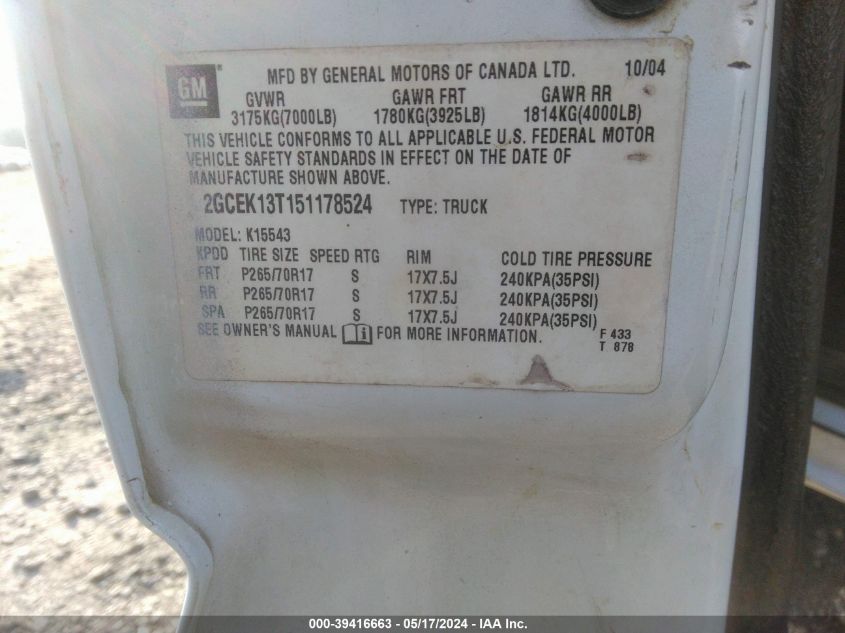 GM ® MFD BY GENERAL MOTORS OF CANADA LTD. 10/04
GVWR GAWR FRT GAWR RR
3175KG(7000LB) 1780KG(3925LB) 1814KG(4000LB)
THIS VEHICLE CONFORMS TO ALL APPLICABLE U.S. FEDERAL MOTOR
VEHICLE SAFETY STANDARDS IN EFFECT ON THE DATE OF
MANUFACTURE SHOWN ABOVE.
2GCEK13T151178524 TYPE: TRUCK
MODEL: K15543
KPDD TIRE SIZE SPEED RTG RIM COLD TIRE PRESSURE
FRT P265/70R17 S 17X7.5J 240KPA(35PSI)
RR P265/70R17 S 17X7.5J 240KPA(35PSI)
SPA P265/70R17 S 17X7.5J 240KPA(35PSI)
SEE OWNER'S MANUAL FOR MORE INFORMATION. F 433
T 878
000-39416663 - 05/17/2024 - IAA Inc.